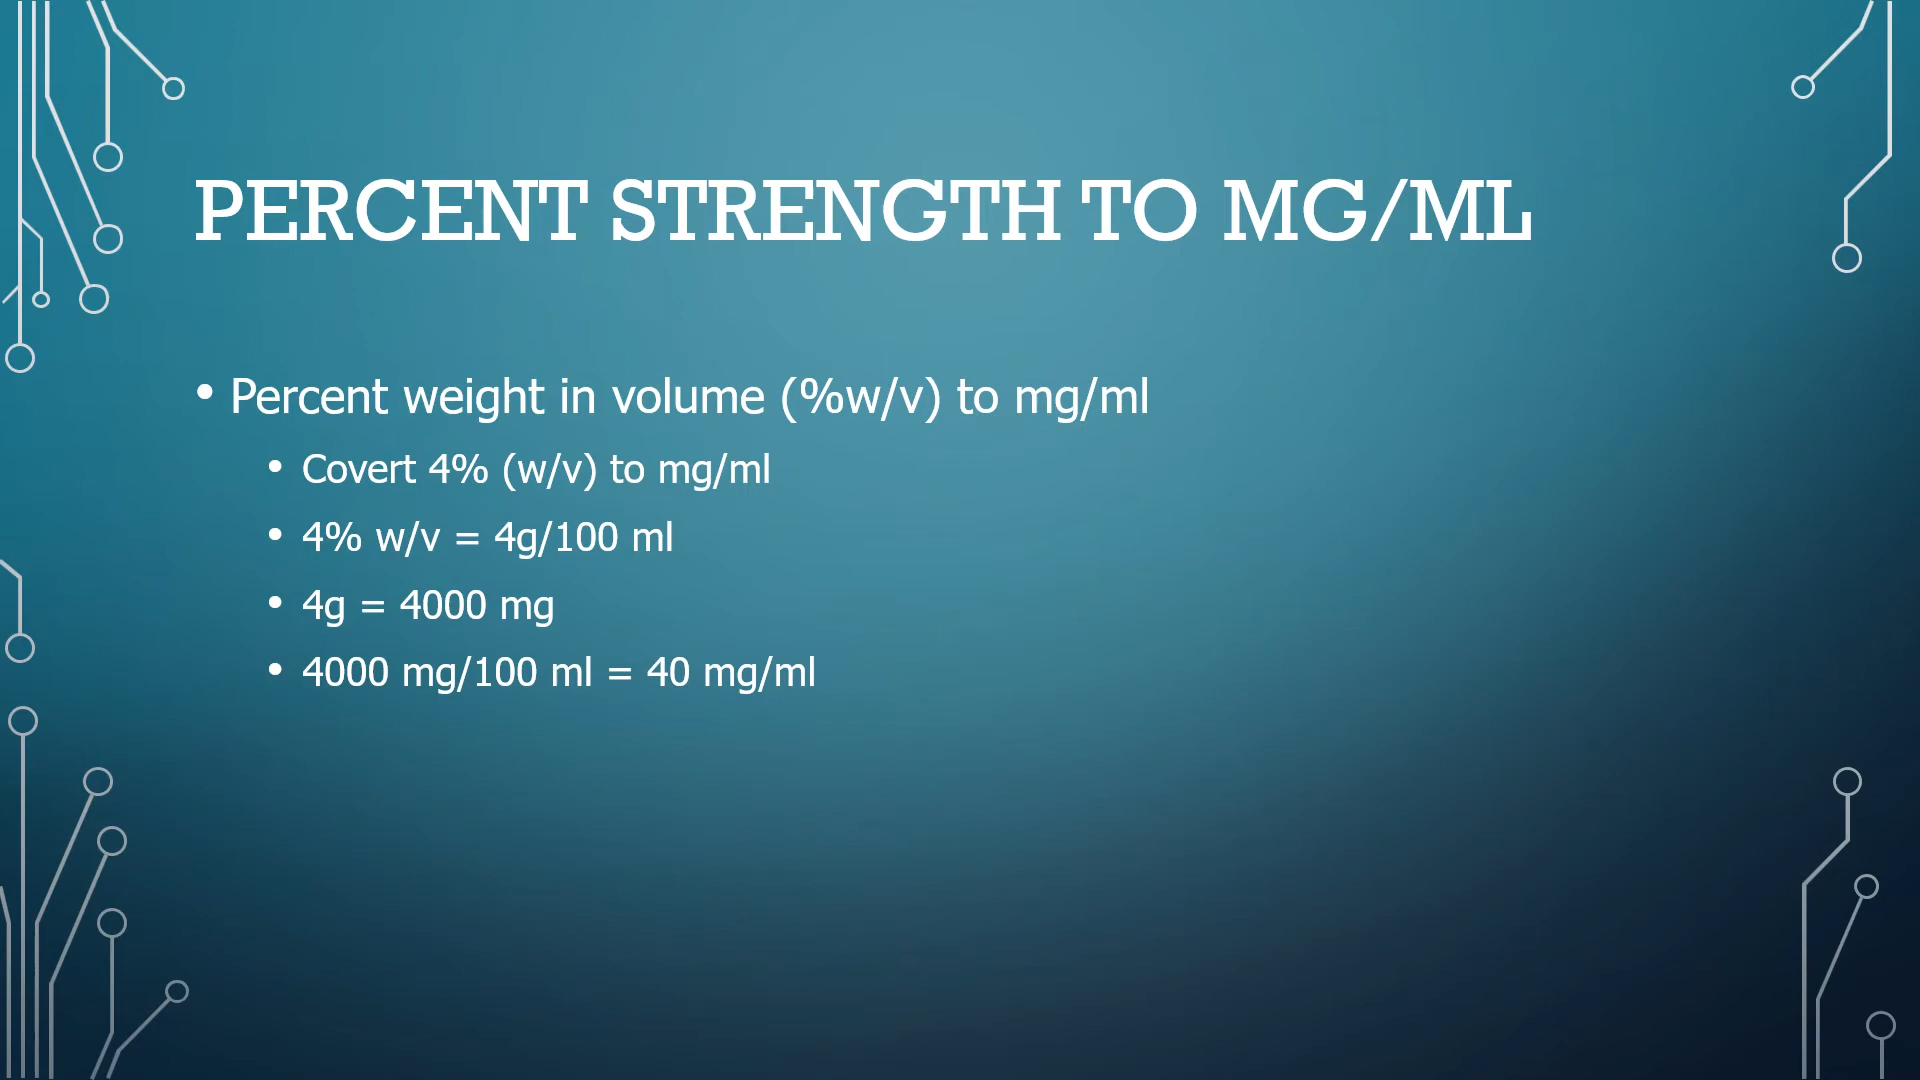 PERCENT STRENGTH TO MG/ML
• Percent weight in volume (%w/v) to mg/ml
• Covert 4% (w/v) to mg/ml
• 4% w/v = 4g/100 ml
• 4g = 4000 mg
• 4000 mg/100 ml = 40 mg/ml